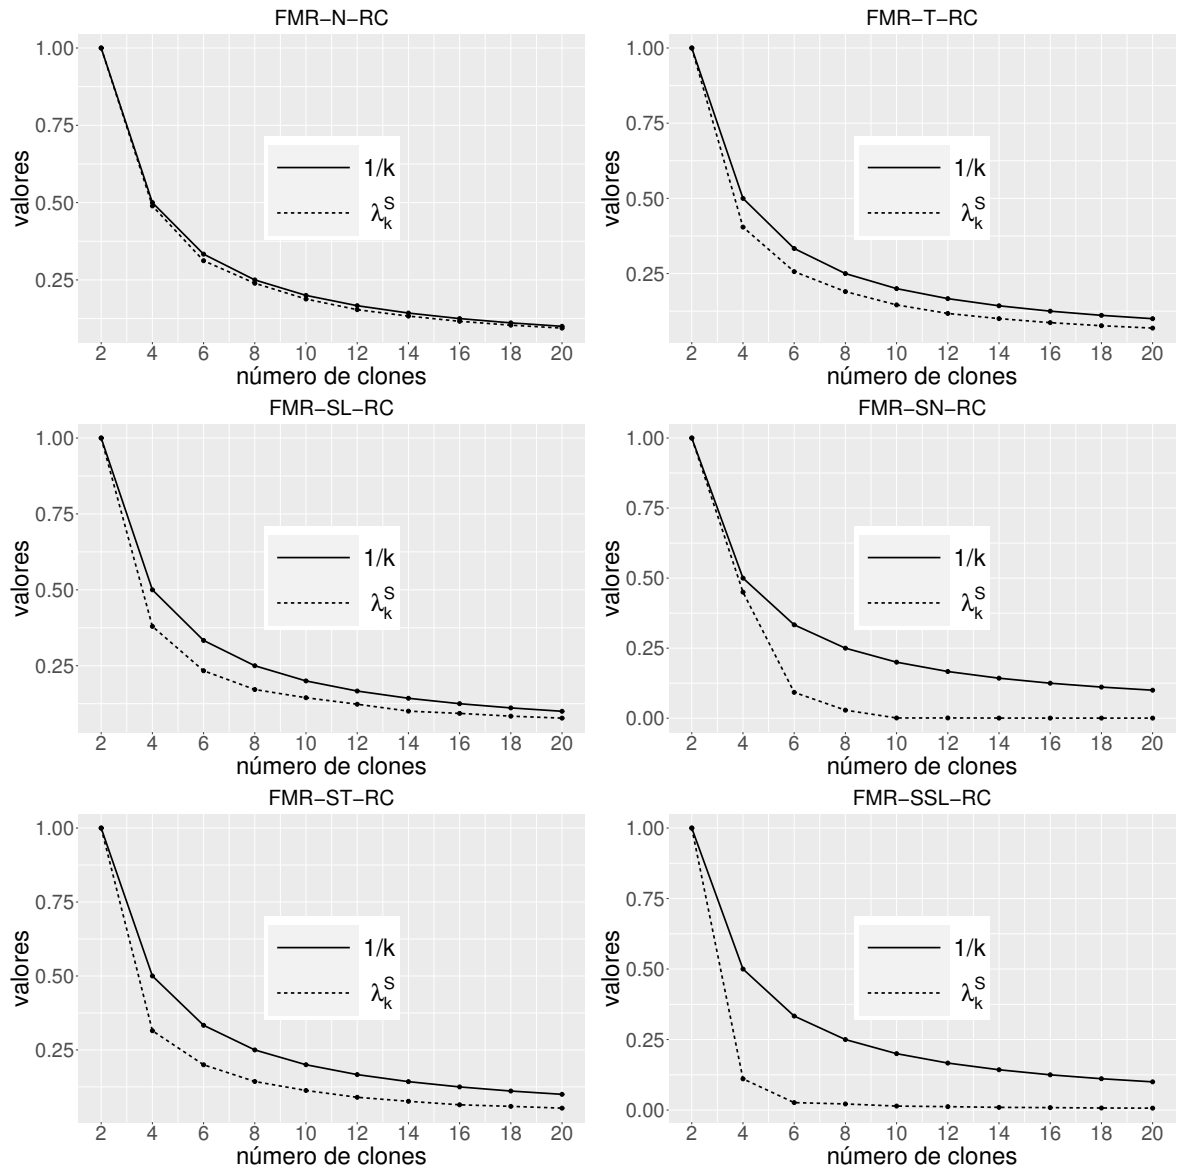 FMR−N−RC
1.00
0.75
0.50
0.25
valores
1/k
λ_k^S
2 4 6 8 10 12 14 16 18 20
número de clones
FMR−T−RC
1.00
0.75
0.50
0.25
valores
1/k
λ_k^S
2 4 6 8 10 12 14 16 18 20
número de clones
FMR−SL−RC
1.00
0.75
0.50
0.25
valores
1/k
λ_k^S
2 4 6 8 10 12 14 16 18 20
número de clones
FMR−SN−RC
1.00
0.75
0.50
0.25
0.00
valores
1/k
λ_k^S
2 4 6 8 10 12 14 16 18 20
número de clones
FMR−ST−RC
1.00
0.75
0.50
0.25
valores
1/k
λ_k^S
2 4 6 8 10 12 14 16 18 20
número de clones
FMR−SSL−RC
1.00
0.75
0.50
0.25
0.00
valores
1/k
λ_k^S
2 4 6 8 10 12 14 16 18 20
número de clones